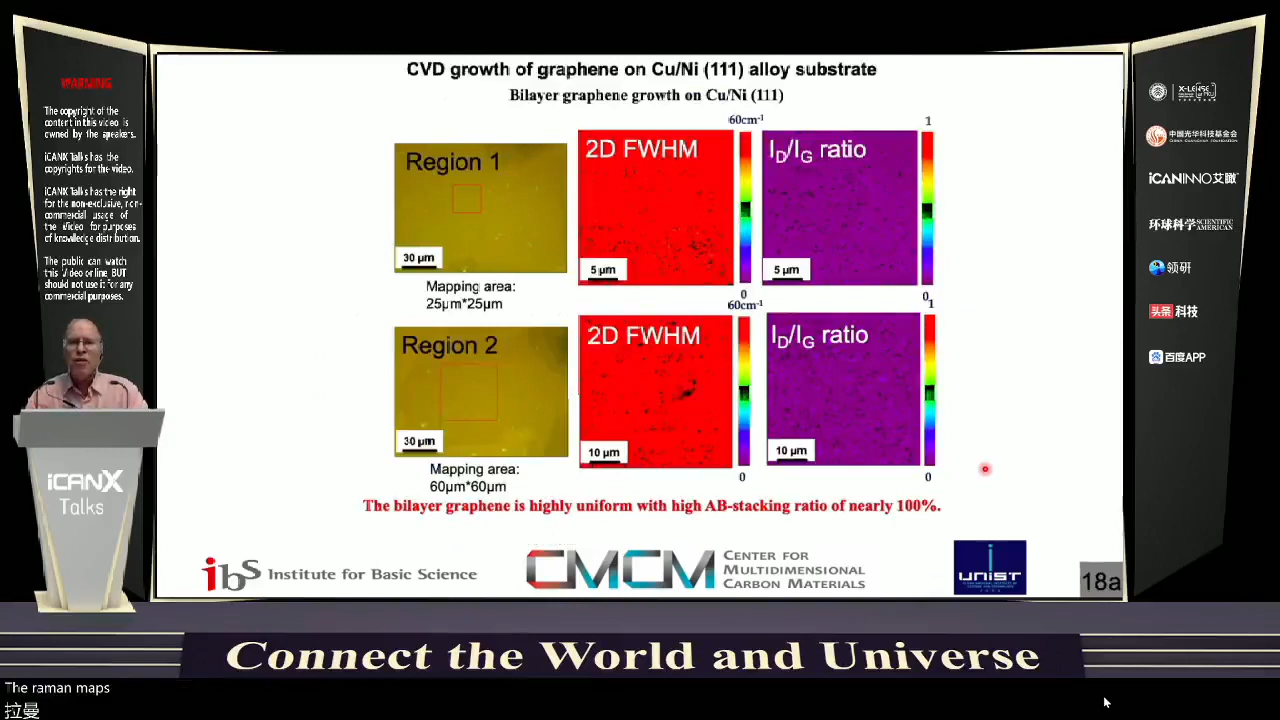 WARNING
The copyright of the
content in this video is
owned by the speakers.
iCANX Talks has the
copyrights for the video.
iCANX Talks has the right
for the non-exclusive, non-
commercial usage of
the Video for purposes
of knowledge distribution.
The public can watch
this Video online, BUT
should not use it for any
commercial purposes.
iCANX
Talks
CVD growth of graphene on Cu/Ni (111) alloy substrate
Bilayer graphene growth on Cu/Ni (111)
Region 1
30 μm
Mapping area:
25μm*25μm
2D FWHM
5 μm
60cm-1
0
ID/IG ratio
5 μm
1
0
Region 2
30 μm
Mapping area:
60μm*60μm
2D FWHM
10 μm
60cm-1
0
ID/IG ratio
10 μm
1
0
The bilayer graphene is highly uniform with high AB-stacking ratio of nearly 100%.
ibS Institute for Basic Science
CMCM CENTER FOR
MULTIDIMENSIONAL
CARBON MATERIALS
UNIST
18a
X-LENSE
中国光华科技基金会
iCANINNO艾瞰
环球科学 SCIENTIFIC
AMERICAN
领研
头条 科技
百度APP
Connect the World and Universe
The raman maps
拉曼